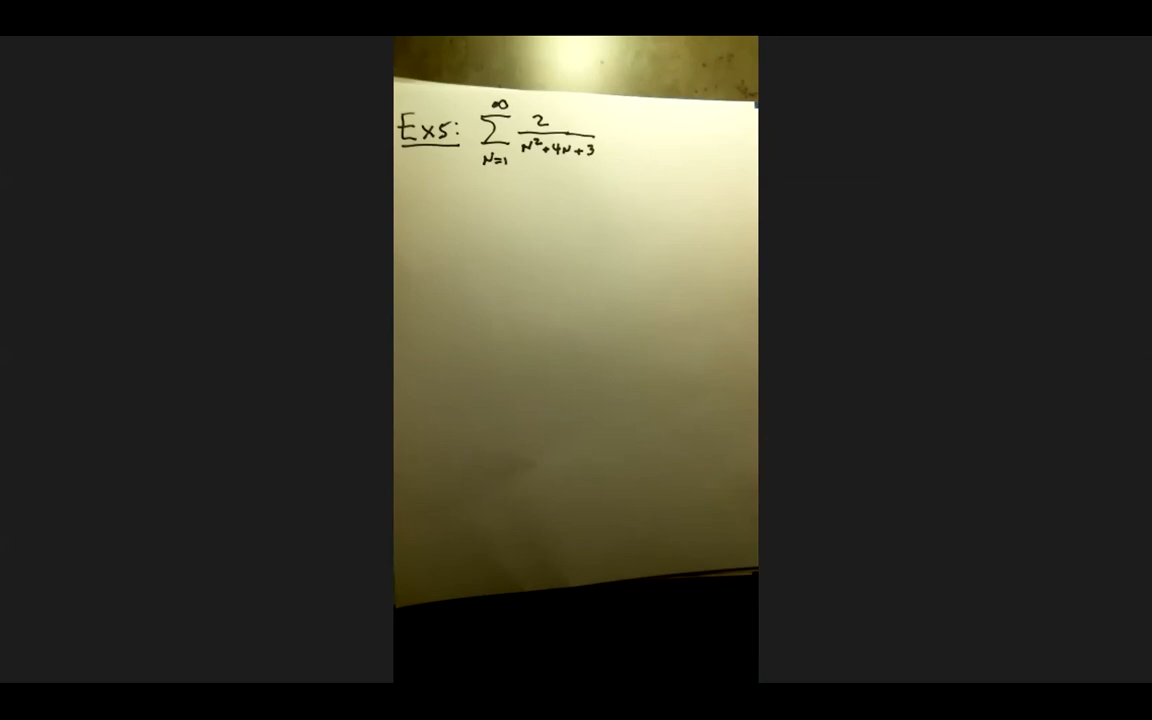 Ex5: ∑_{N=1}^{∞} 2/(N²+4N+3)